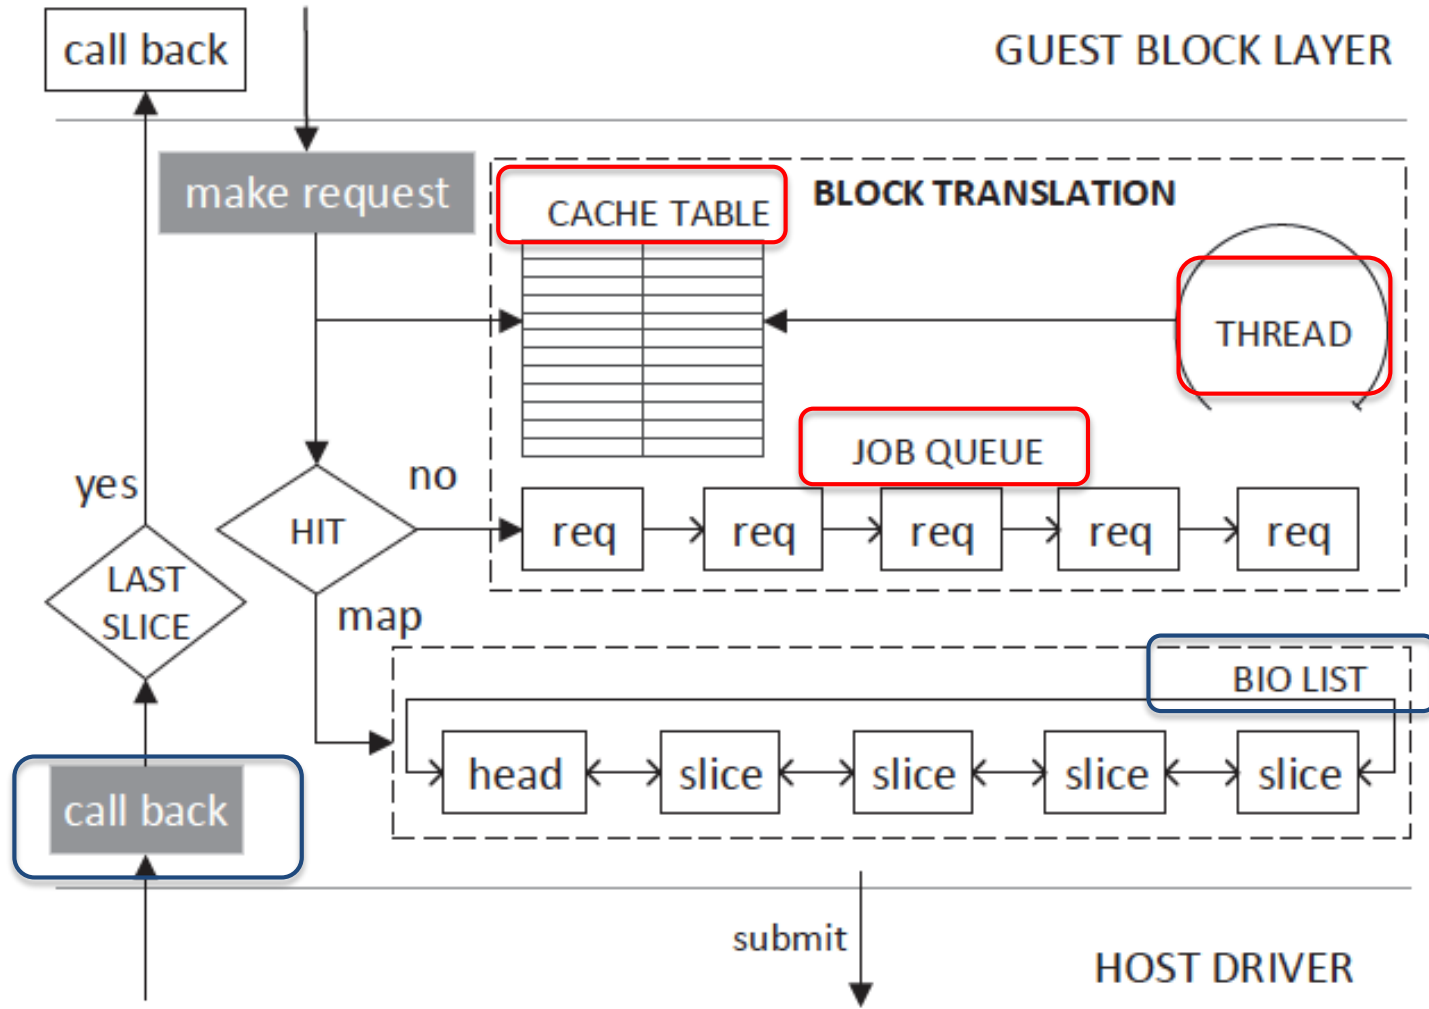 call back
GUEST BLOCK LAYER
make request
CACHE TABLE
BLOCK TRANSLATION
THREAD
JOB QUEUE
yes
no
HIT
req
req
req
req
req
LAST
SLICE
map
BIO LIST
head
slice
slice
slice
slice
call back
submit
HOST DRIVER